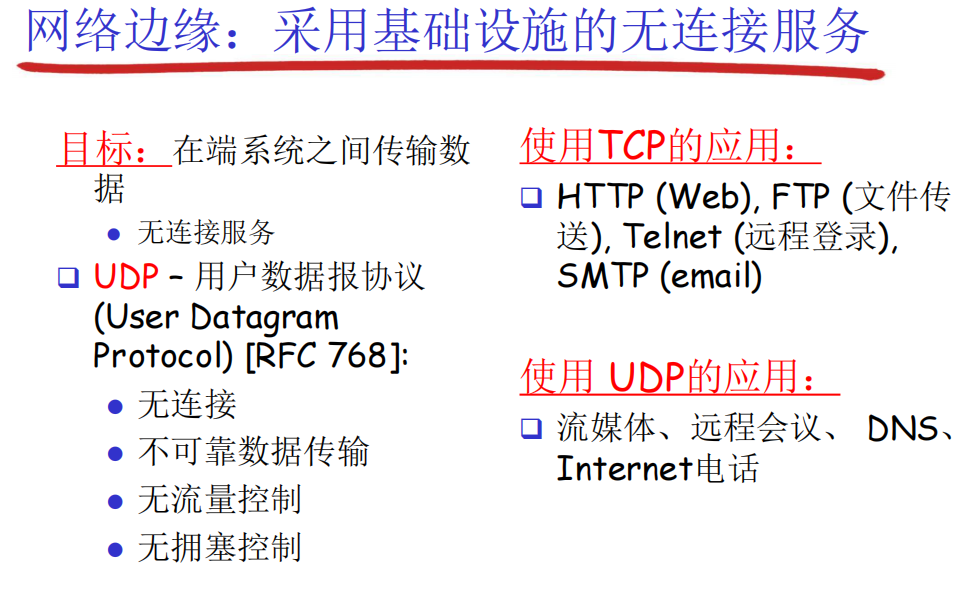 网络边缘：采用基础设施的无连接服务
目标：在端系统之间传输数
据
无连接服务
UDP – 用户数据报协议
(User Datagram
Protocol) [RFC 768]:
无连接
不可靠数据传输
无流量控制
无拥塞控制
使用TCP的应用：
HTTP (Web), FTP (文件传
送), Telnet (远程登录),
SMTP (email)
使用 UDP的应用：
流媒体、远程会议、 DNS、
Internet电话